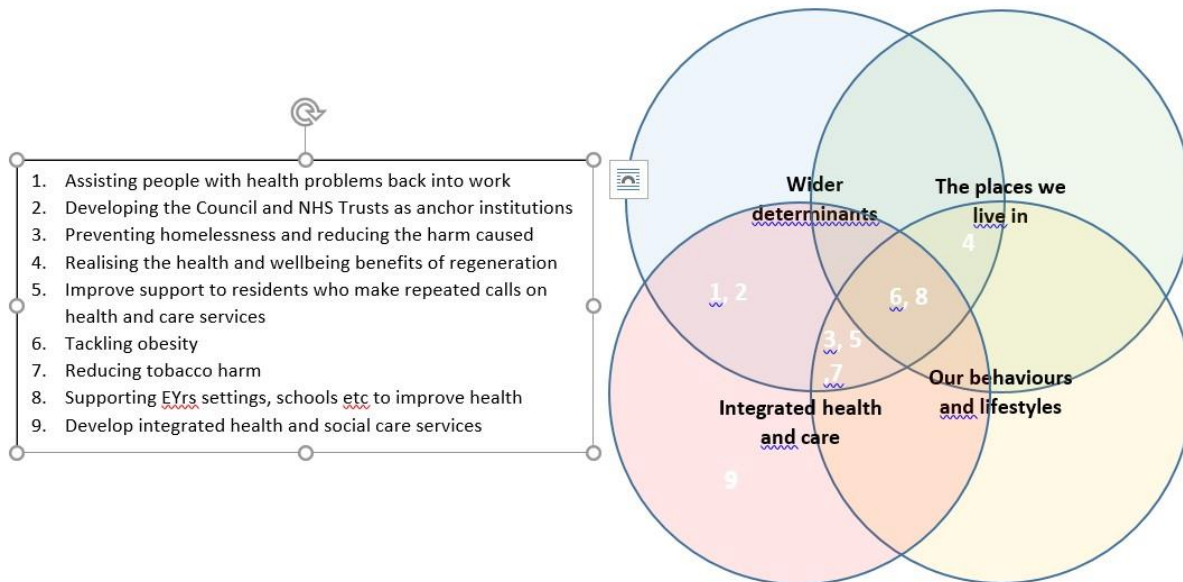 1. Assisting people with health problems back into work
2. Developing the Council and NHS Trusts as anchor institutions
3. Preventing homelessness and reducing the harm caused
4. Realising the health and wellbeing benefits of regeneration
5. Improve support to residents who make repeated calls on
health and care services
6. Tackling obesity
7. Reducing tobacco harm
8. Supporting EYrs settings, schools etc to improve health
9. Develop integrated health and social care services
Wider
determinants
The places we
live in
4
1, 2
6, 8
3, 5
,7
Integrated health
and care
Our behaviours
and lifestyles
9